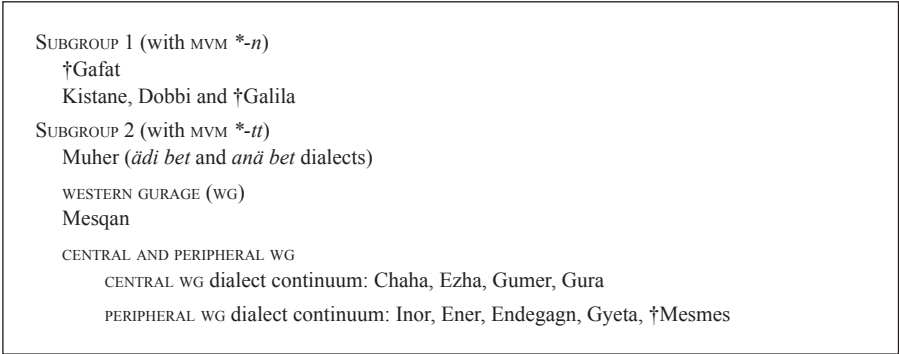 SUBGROUP 1 (with MVM *-n)
†Gafat
Kistane, Dobbi and †Galila
SUBGROUP 2 (with MVM *-tt)
Muher (ädi bet and anä bet dialects)
WESTERN GURAGE (WG)
Mesqan
CENTRAL AND PERIPHERAL WG
CENTRAL WG dialect continuum: Chaha, Ezha, Gumer, Gura
PERIPHERAL WG dialect continuum: Inor, Ener, Endegagn, Gyeta, †Mesmes